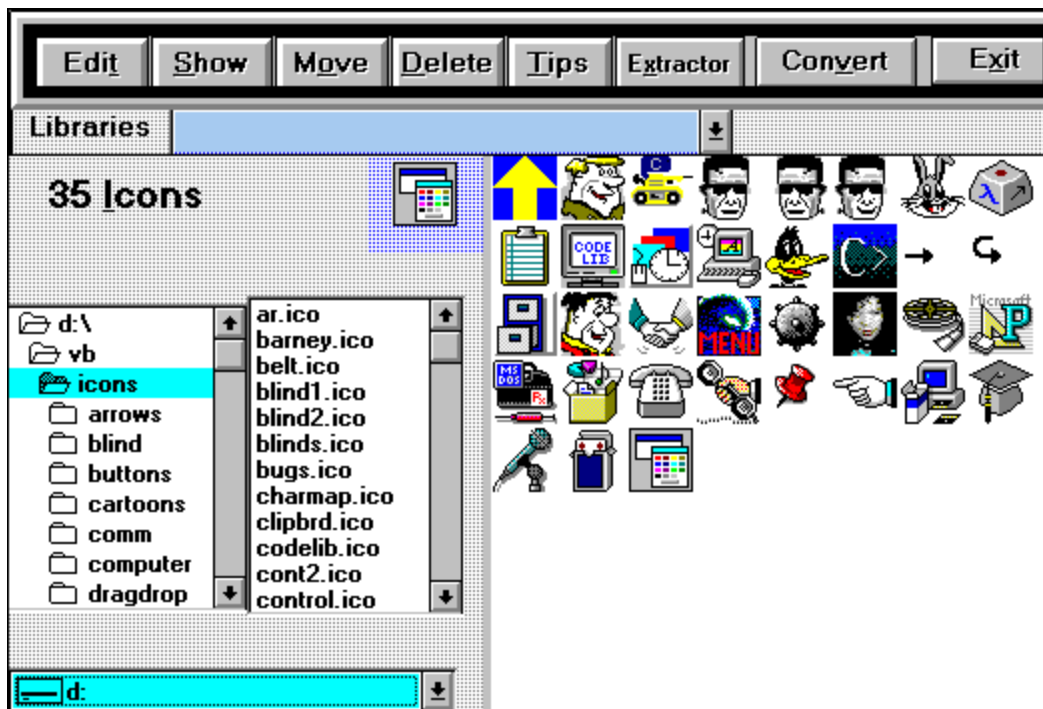 Edit Show Move Delete Tips Extractor Convert Exit
Libraries
35 Icons
d:\
vb
icons
arrows
blind
buttons
cartoons
comm
computer
dragdrop
ar.ico
barney.ico
belt.ico
blind1.ico
blind2.ico
blinds.ico
bugs.ico
charmap.ico
clipbrd.ico
codelib.ico
cont2.ico
control.ico
d:
C
λ
CODE
LIB
A
C>
MENU
Microsoft
P
MS
DOS
Rx